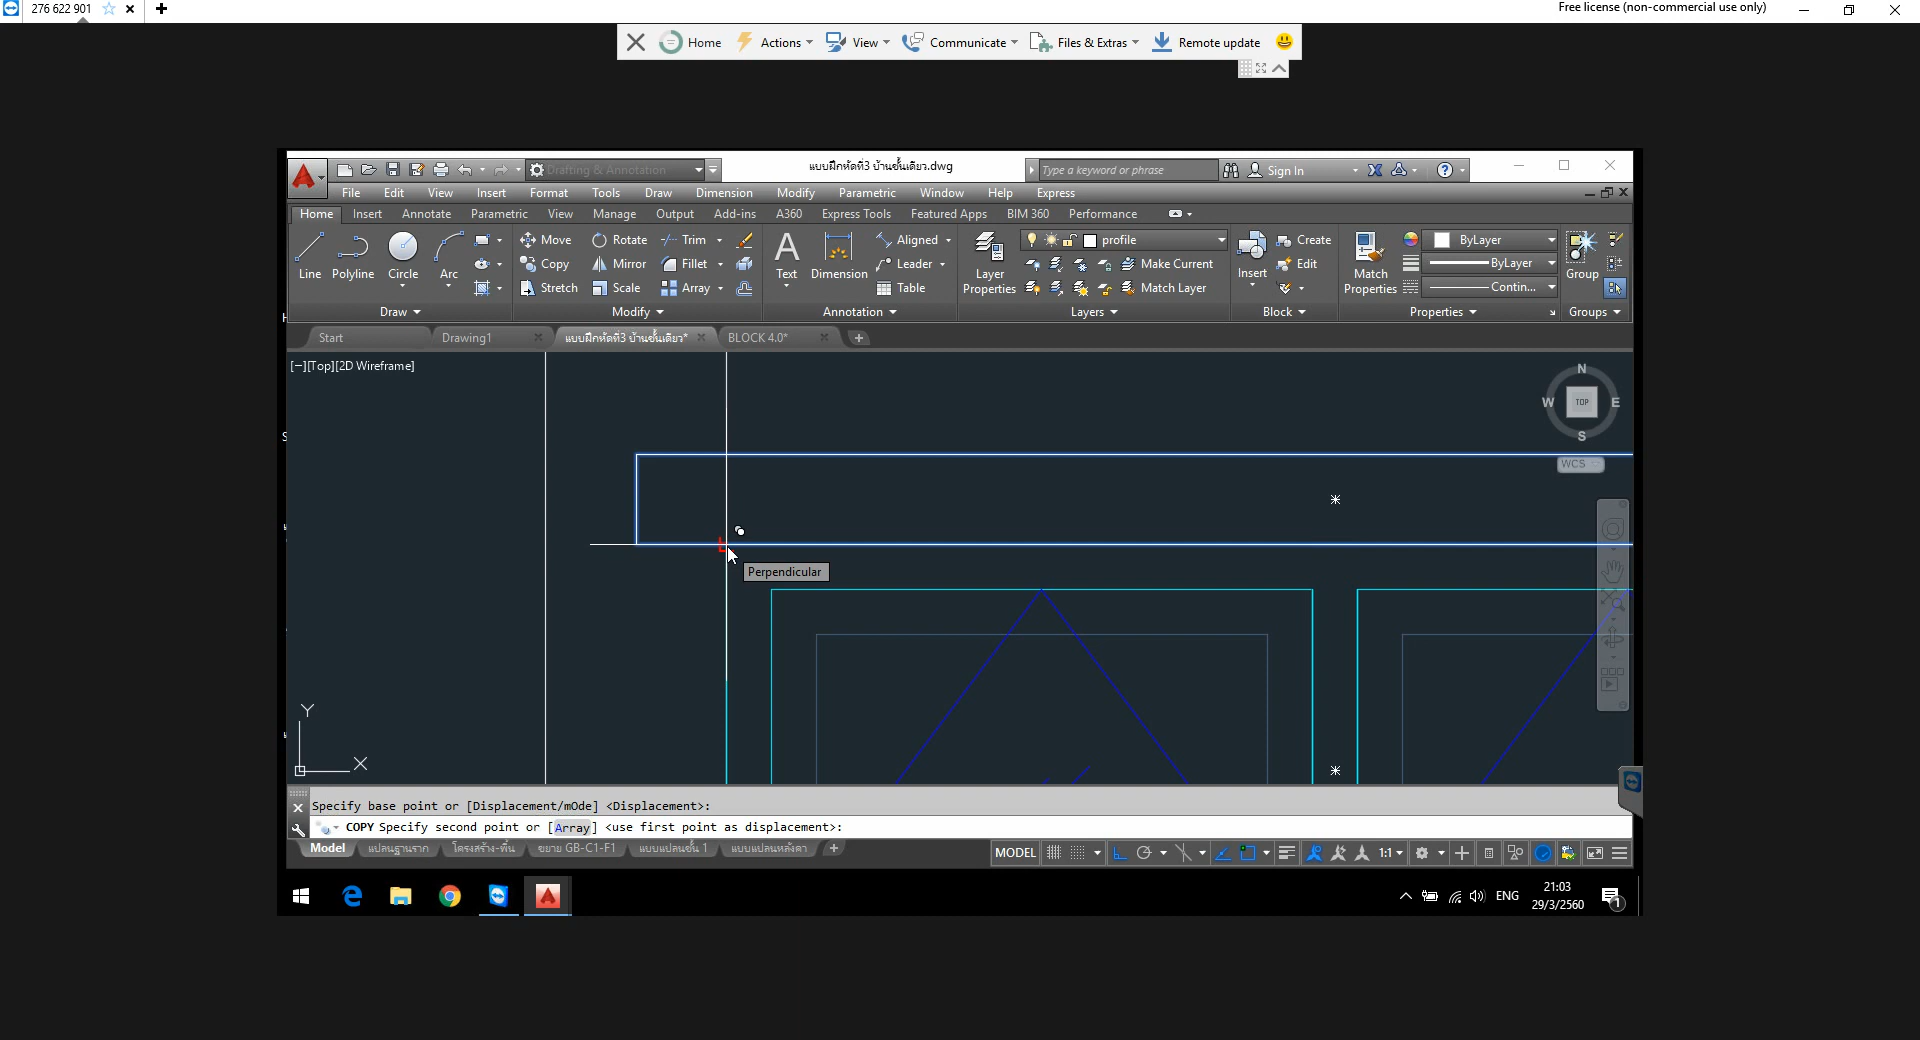 276 622 901
Free license (non-commercial use only)
Home
Actions
View
Communicate
Files & Extras
Remote update
Drafting & Annotation
แบบฝึกหัดที่3 บ้านชั้นเดียว.dwg
Type a keyword or phrase
Sign In
File Edit View Insert Format Tools Draw Dimension Modify Parametric Window Help Express
Home Insert Annotate Parametric View Manage Output Add-ins A360 Express Tools Featured Apps BIM 360 Performance
Line Polyline Circle Arc
Move Rotate Trim
Copy Mirror Fillet
Stretch Scale Array
Text Dimension
Aligned
Leader
Table
Layer Properties
profile
Make Current
Match Layer
Insert
Create
Edit
Match Properties
ByLayer
ByLayer
Contin...
Group
Draw Modify Annotation Layers Block Properties Groups
Start Drawing1 แบบฝึกหัดที่3 บ้านชั้นเดียว* BLOCK 4.0*
[−][Top][2D Wireframe]
N
W TOP E
S
WCS
Perpendicular
Y
X
Specify base point or [Displacement/mOde] <Displacement>:
COPY Specify second point or [Array] <use first point as displacement>:
Model แปลนฐานราก โครงสร้าง-พื้น ขยาย GB-C1-F1 แบบแปลนชั้น 1 แบบแปลนหลังคา
MODEL 1:1
ENG
21:03
29/3/2560
1